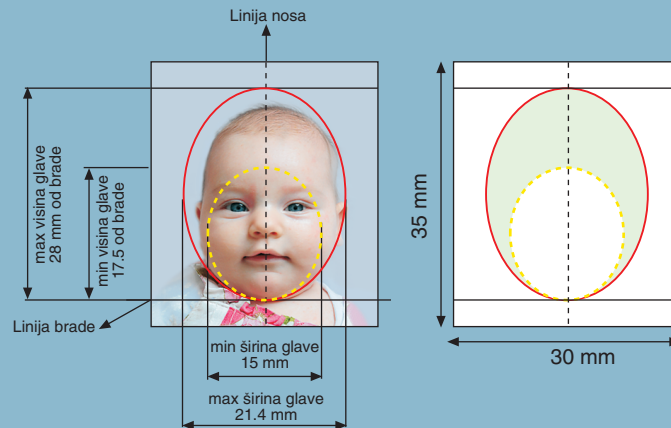 Linija nosa
max visina glave
28 mm od brade
min visina glave
17.5 od brade
Linija brade
min širina glave
15 mm
max širina glave
21.4 mm
35 mm
30 mm